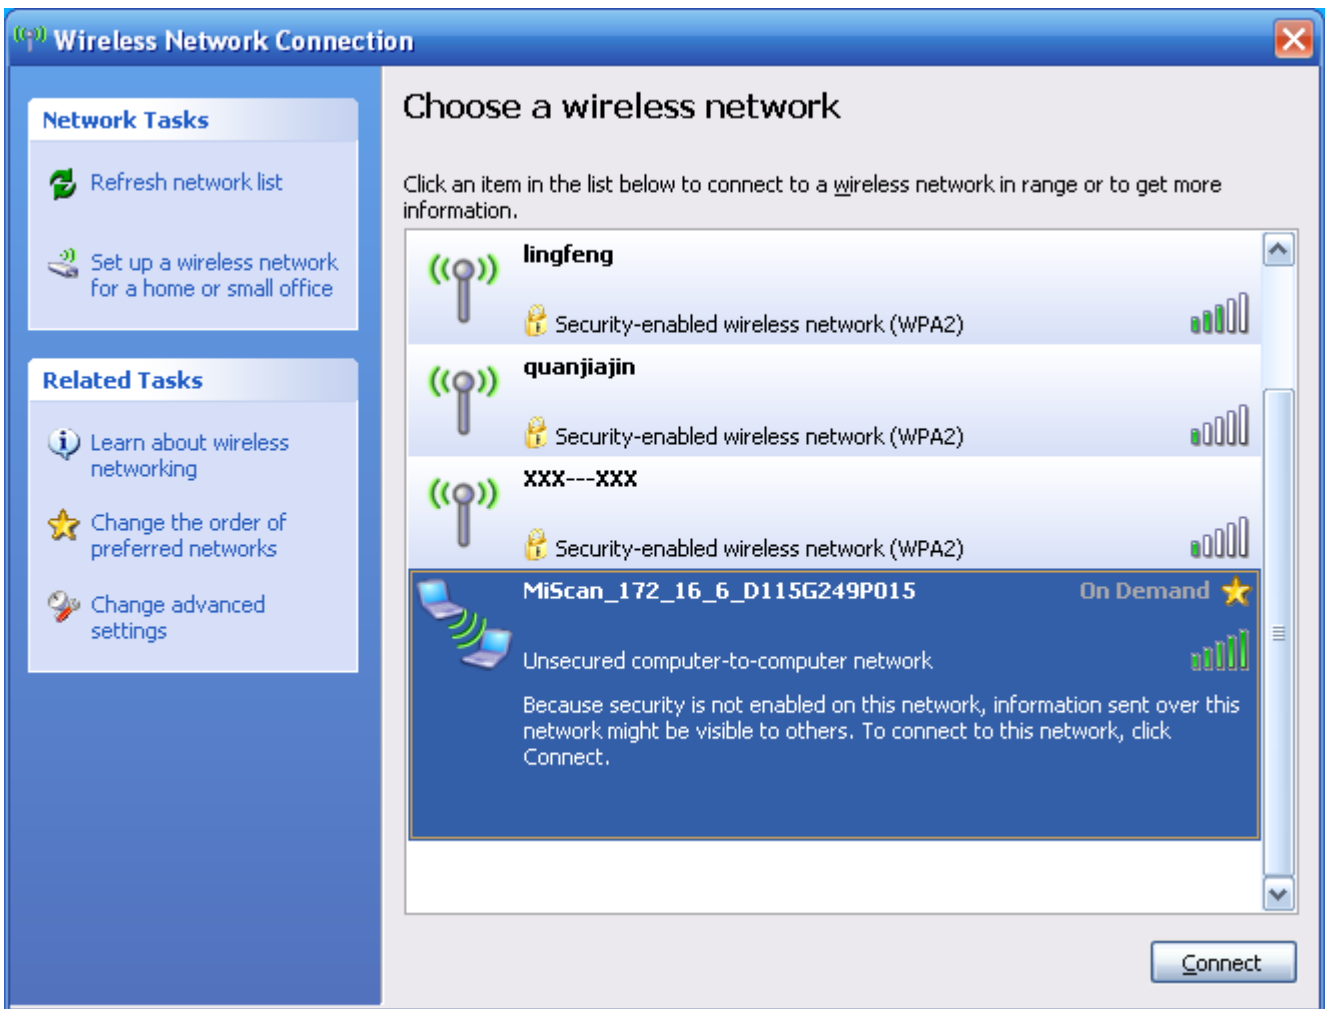 Wireless Network Connection
Network Tasks
Refresh network list
Set up a wireless network
for a home or small office
Related Tasks
Learn about wireless
networking
Change the order of
preferred networks
Change advanced
settings
Choose a wireless network
Click an item in the list below to connect to a wireless network in range or to get more
information.
lingfeng
Security-enabled wireless network (WPA2)
quanjiajin
Security-enabled wireless network (WPA2)
XXX---XXX
Security-enabled wireless network (WPA2)
MiScan_172_16_6_D115G249P015 On Demand
Unsecured computer-to-computer network
Because security is not enabled on this network, information sent over this
network might be visible to others. To connect to this network, click
Connect.
Connect